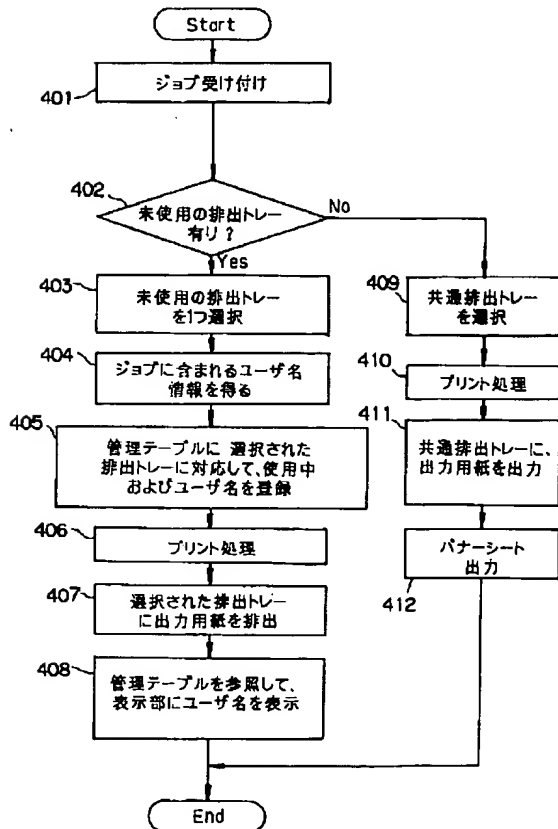 Start
401
ジョブ受け付け
402
未使用の排出トレー
有り?
No
Yes
403
未使用の排出トレー
を1つ選択
404
ジョブに含まれるユーザ名
情報を得る
405
管理テーブルに 選択された
排出トレーに対応して、使用中
およびユーザ名を登録
406
プリント処理
407
選択された排出トレー
に出力用紙を排出
408
管理テーブルを参照して、
表示部にユーザ名を表示
409
共通排出トレー
を選択
410
プリント処理
411
共通排出トレーに、
出力用紙を出力
バナーシート
出力
412
End